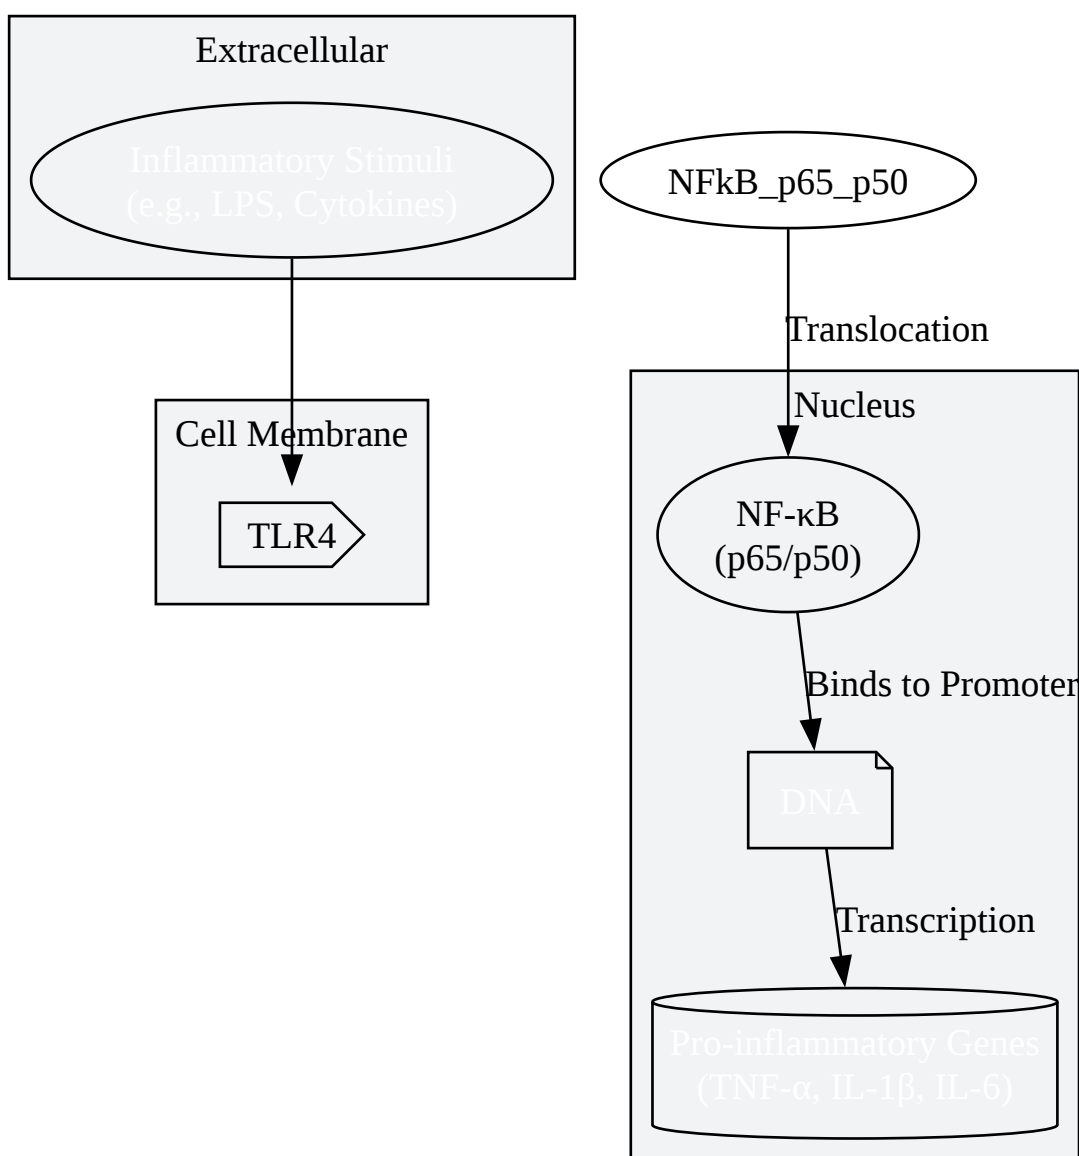 Extracellular
Inflammatory Stimuli
(e.g., LPS, Cytokines)
NFkB_p65_p50
Translocation
Cell Membrane
TLR4
Nucleus
NF-κB
(p65/p50)
Binds to Promoter
DNA
Transcription
Pro-inflammatory Genes
(TNF-α, IL-1β, IL-6)